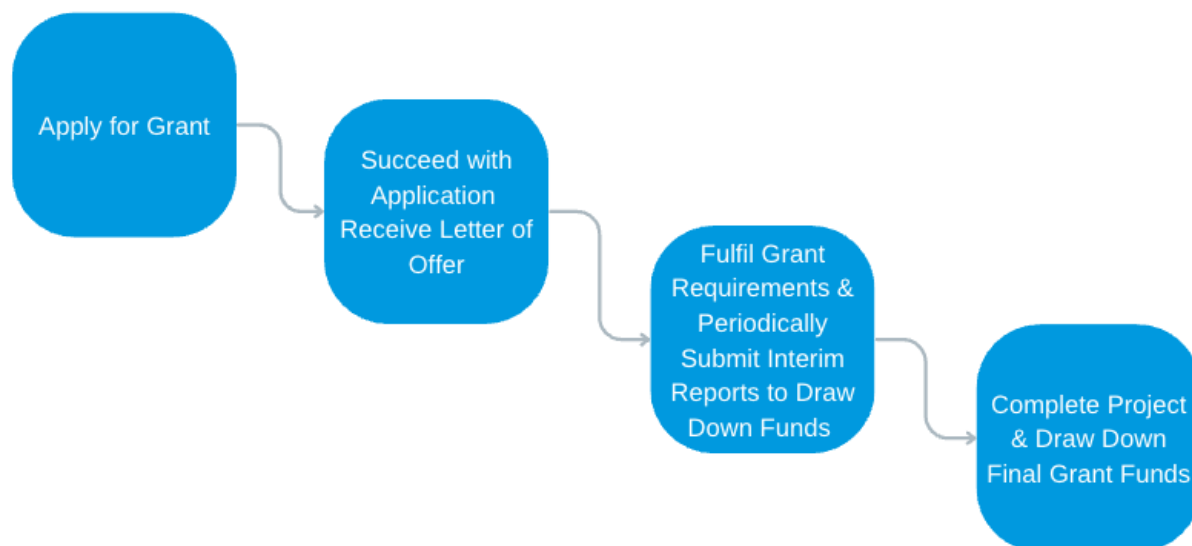 Apply for Grant
Succeed with
Application
Receive Letter of
Offer
Fulfil Grant
Requirements &
Periodically
Submit Interim
Reports to Draw
Down Funds
Complete Project
& Draw Down
Final Grant Funds